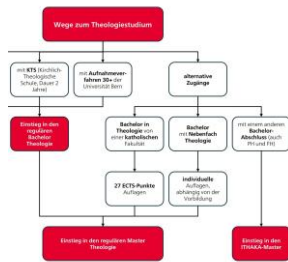 Wege zum Theologiestudium
mit KTS (Kirchlich-
Theologische
Schule, Dauer 2
Jahre)
mit Aufnahmever-
fahren 30+ der
Universität Bern
alternative
Zugänge
Einstieg in den
regulären
Bachelor
Theologie
Bachelor in
Theologie von
einer katholischen
Fakultät
Bachelor
mit Nebenfach
Theologie
mit einem anderen
Bachelor-
Abschluss (auch
PH und FH)
27 ECTS-Punkte
Auflagen
individuelle
Auflagen,
abhängig von der
Vorbildung
Einstieg in den regulären Master
Theologie
Einstieg in den
ITHAKA-Master